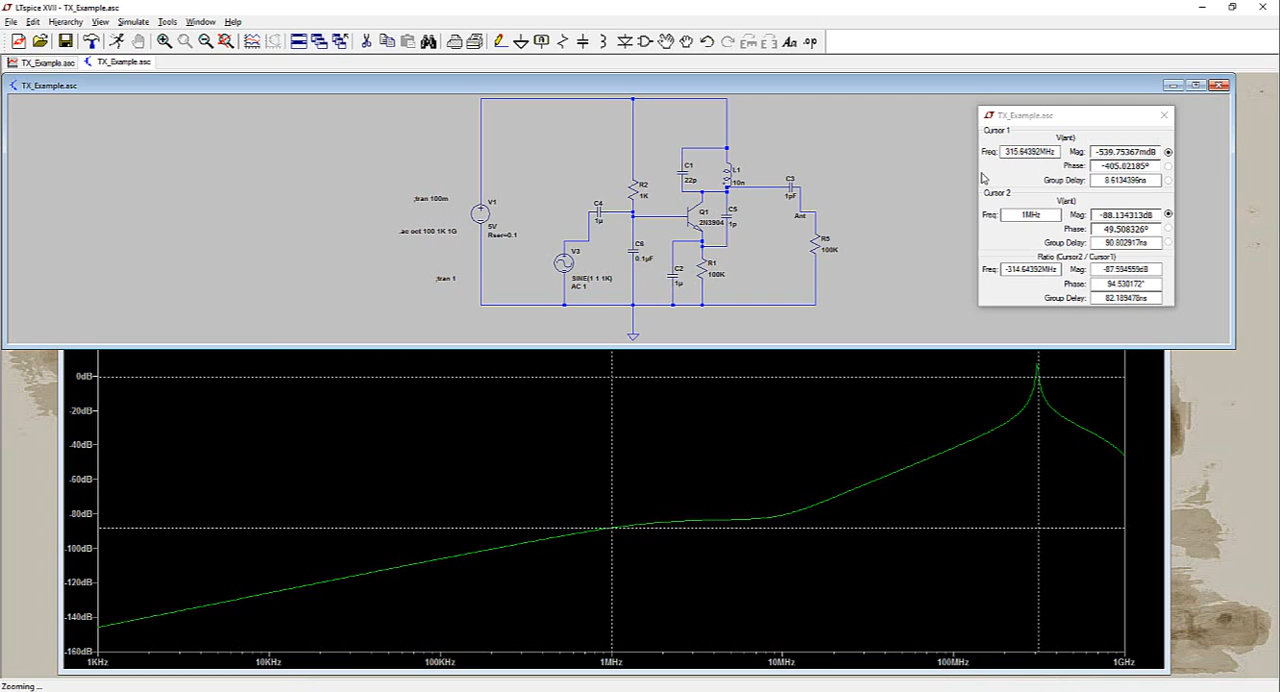 LTspice XVII - TX_Example.asc
File Edit Hierarchy View Simulate Tools Window Help
TX_Example.asc TX_Example.asc
TX_Example.asc
;tran 100m
.ac oct 100 1K 1G
;tran 1
V1
5V
Rser=0.1
R2
1K
C4
1µ
V3
SINE(1 1 1K)
AC 1
C6
0.1µF
C1
22p
L1
10n
Q1
2N3904
C5
1p
C2
1µ
R1
100K
C3
1pF
Ant
R5
100K
TX_Example.asc
Cursor 1
V(ant)
Freq: 315.64392MHz Mag: -539.75367mdB
Phase: -405.02185°
Group Delay: 8.6134396ns
Cursor 2
V(ant)
Freq: 1MHz Mag: -88.134313dB
Phase: 49.508326°
Group Delay: 90.802917ns
Ratio (Cursor2 / Cursor1)
Freq: -314.64392MHz Mag: -87.594559dB
Phase: 94.530172°
Group Delay: 82.189478ns
0dB
-20dB
-40dB
-60dB
-80dB
-100dB
-120dB
-140dB
-160dB
1KHz 10KHz 100KHz 1MHz 10MHz 100MHz 1GHz
Zooming ...